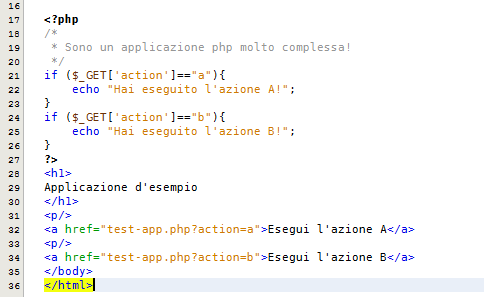 16
17 <?php
18 /*
19  * Sono un applicazione php molto complessa!
20  */
21 if ($_GET['action']=="a"){
22     echo "Hai eseguito l'azione A!";
23 }
24 if ($_GET['action']=="b"){
25     echo "Hai eseguito l'azione B!";
26 }
27 ?>
28 <h1>
29 Applicazione d'esempio
30 </h1>
31 <p/>
32 <a href="test-app.php?action=a">Esegui l'azione A</a>
33 <p/>
34 <a href="test-app.php?action=b">Esegui l'azione B</a>
35 </body>
36 </html>